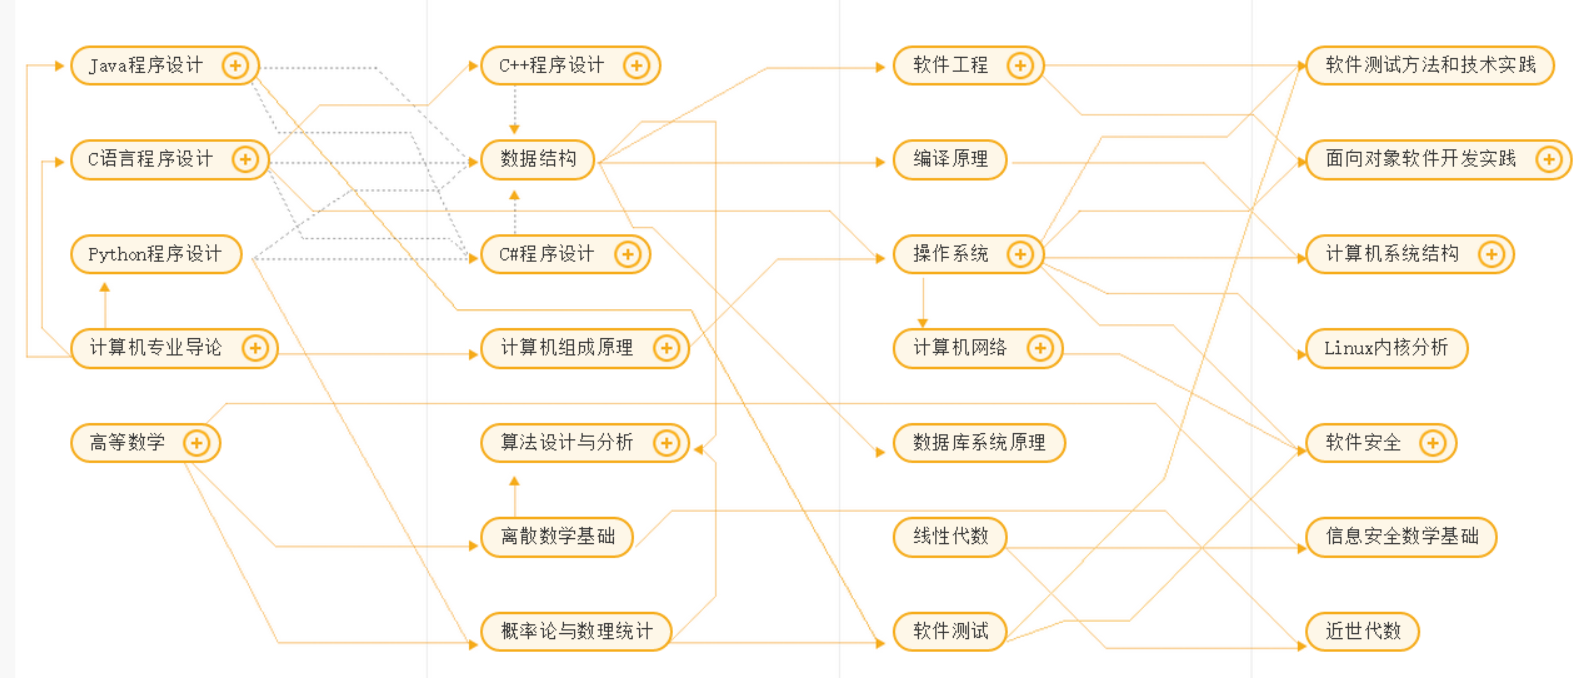 Java程序设计
C++程序设计
软件工程
软件测试方法和技术实践
C语言程序设计
数据结构
编译原理
面向对象软件开发实践
Python程序设计
C#程序设计
操作系统
计算机系统结构
计算机专业导论
计算机组成原理
计算机网络
Linux内核分析
高等数学
算法设计与分析
数据库系统原理
软件安全
离散数学基础
线性代数
信息安全数学基础
概率论与数理统计
软件测试
近世代数